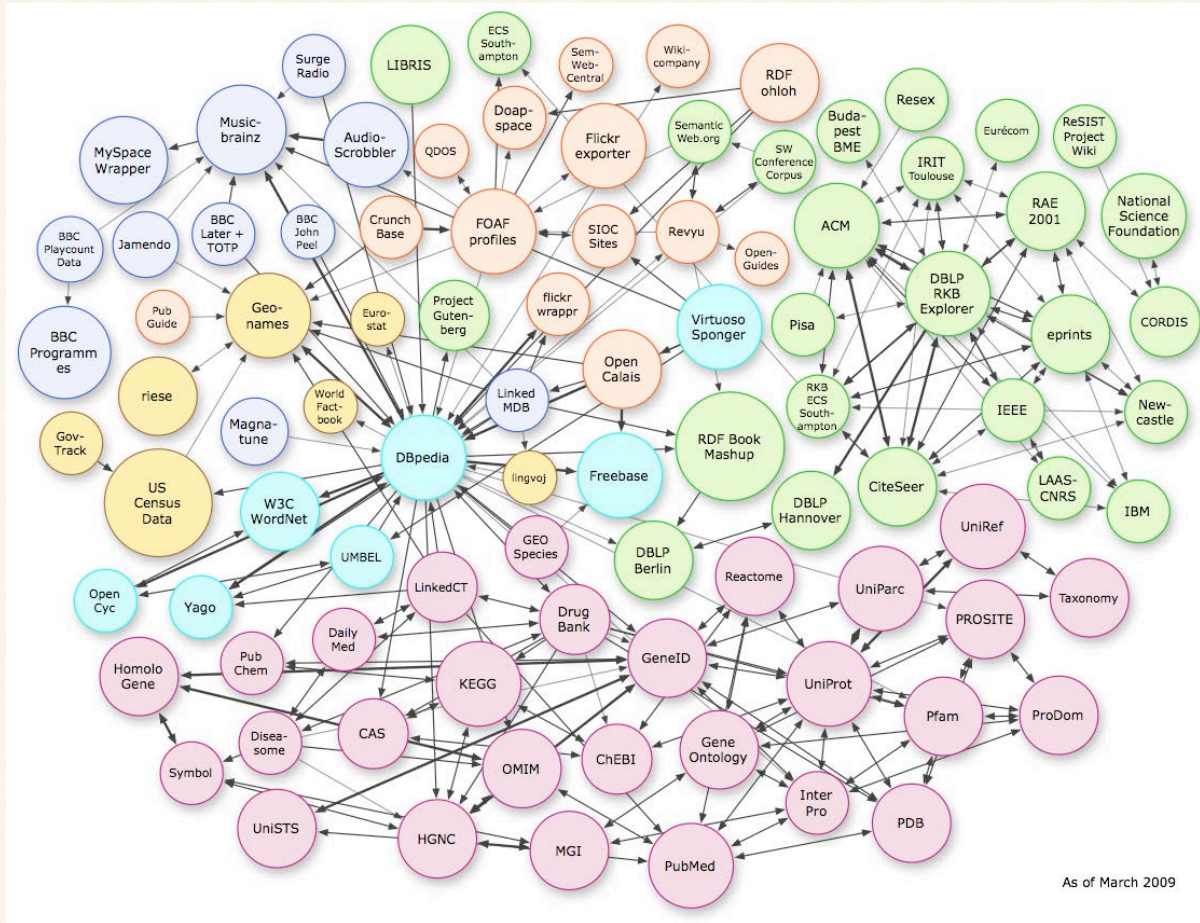 Surge
Radio
LIBRIS
ECS
South-
ampton
Sem-
Web-
Central
Wiki-
company
RDF
ohloh
Music-
brainz
MySpace
Wrapper
Audio-
Scrobbler
QDOS
Doap-
space
Flickr
exporter
Semantic
Web.org
SW
Conference
Corpus
Buda-
pest
BME
Resex
IRIT
Toulouse
Eurécom
ReSIST
Project
Wiki
BBC
Playcount
Data
Jamendo
BBC
Later +
TOTP
BBC
John
Peel
Crunch
Base
FOAF
profiles
SIOC
Sites
Revyu
Open-
Guides
ACM
RAE
2001
National
Science
Foundation
DBLP
RKB
Explorer
Pub
Guide
Geo-
names
Euro-
stat
Project
Guten-
berg
flickr
wrappr
Virtuoso
Sponger
Pisa
eprints
CORDIS
BBC
Programm
es
riese
World
Fact-
book
Linked
MDB
Open
Calais
RKB
ECS
South-
ampton
IEEE
New-
castle
Gov-
Track
Magna-
tune
DBpedia
lingvoj
Freebase
RDF Book
Mashup
CiteSeer
LAAS-
CNRS
IBM
US
Census
Data
W3C
WordNet
UMBEL
GEO
Species
DBLP
Berlin
DBLP
Hannover
UniRef
Open
Cyc
Yago
LinkedCT
Reactome
UniParc
Taxonomy
Daily
Med
Drug
Bank
PROSITE
Homolo
Gene
Pub
Chem
KEGG
GeneID
UniProt
Pfam
ProDom
Disea-
some
CAS
ChEBI
Gene
Ontology
Symbol
OMIM
Inter
Pro
PDB
UniSTS
HGNC
MGI
PubMed
As of March 2009